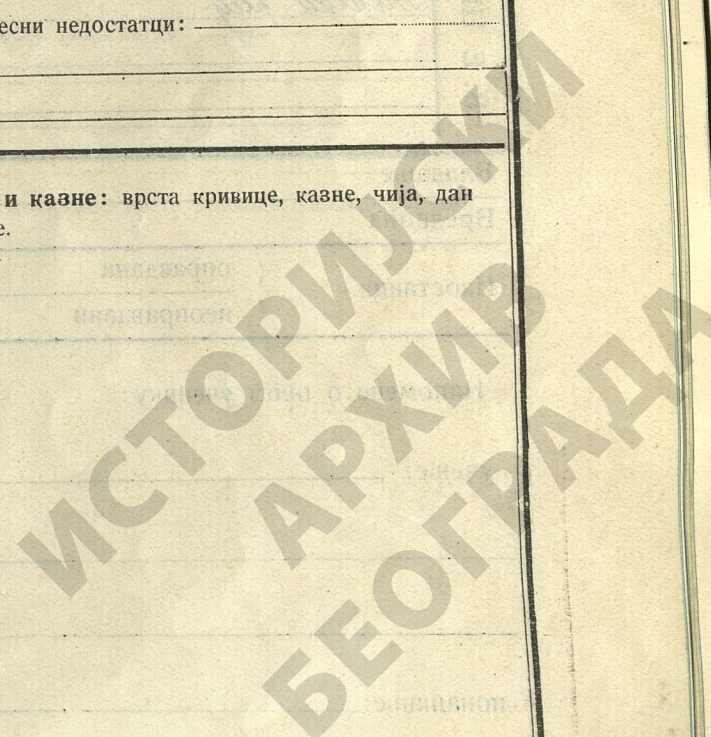 есни недостатци:
и казне: врста кривице, казне, чија, дан
е.
ИСТОРИЈСКИ
АРХИВ
БЕОГРАДА